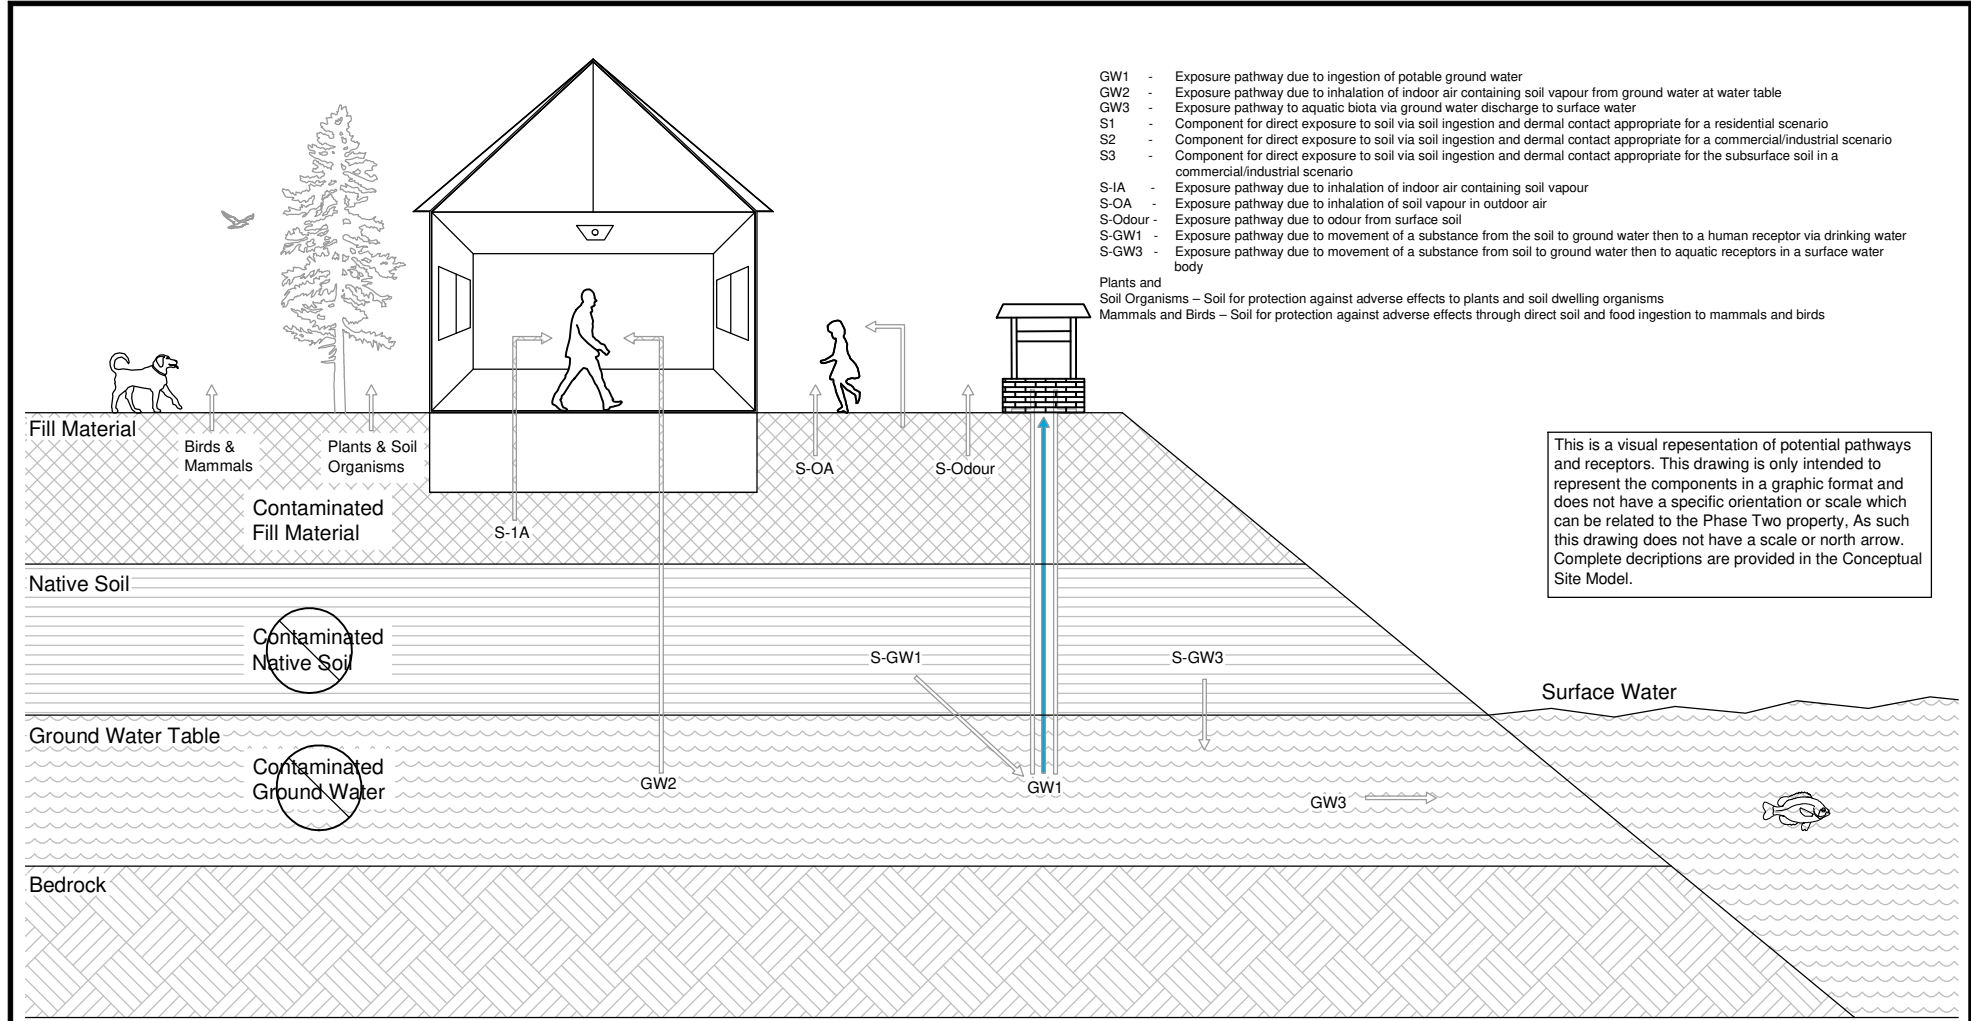 GW1 - Exposure pathway due to ingestion of potable ground water
GW2 - Exposure pathway due to inhalation of indoor air containing soil vapour from ground water at water table
GW3 - Exposure pathway to aquatic biota via ground water discharge to surface water
S1 - Component for direct exposure to soil via soil ingestion and dermal contact appropriate for a residential scenario
S2 - Component for direct exposure to soil via soil ingestion and dermal contact appropriate for a commercial/industrial scenario
S3 - Component for direct exposure to soil via soil ingestion and dermal contact appropriate for the subsurface soil in a
commercial/industrial scenario
S-IA - Exposure pathway due to inhalation of indoor air containing soil vapour
S-OA - Exposure pathway due to inhalation of soil vapour in outdoor air
S-Odour - Exposure pathway due to odour from surface soil
S-GW1 - Exposure pathway due to movement of a substance from the soil to ground water then to a human receptor via drinking water
S-GW3 - Exposure pathway due to movement of a substance from soil to ground water then to aquatic receptors in a surface water
body
Plants and
Soil Organisms – Soil for protection against adverse effects to plants and soil dwelling organisms
Mammals and Birds – Soil for protection against adverse effects through direct soil and food ingestion to mammals and birds
Fill Material
Birds &
Mammals
Plants & Soil
Organisms
S-OA
S-Odour
Contaminated
Fill Material
S-1A
This is a visual repesentation of potential pathways
and receptors. This drawing is only intended to
represent the components in a graphic format and
does not have a specific orientation or scale which
can be related to the Phase Two property, As such
this drawing does not have a scale or north arrow.
Complete decriptions are provided in the Conceptual
Site Model.
Native Soil
Contaminated
Native Soil
S-GW1
S-GW3
Surface Water
Ground Water Table
Contaminated
Ground Water
GW2
GW1
GW3
Bedrock